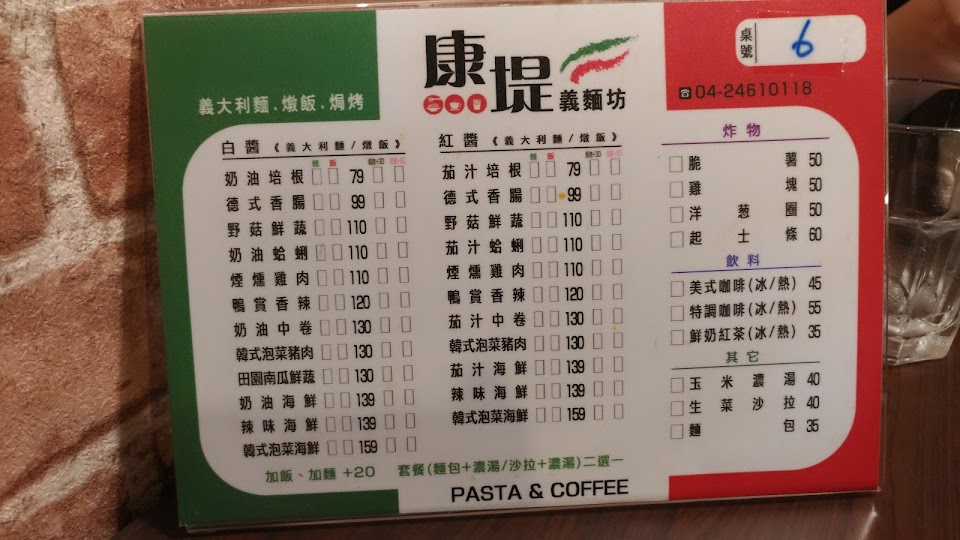 康堤
義麵坊
義大利麵.燉飯.焗烤
桌號 6
04-24610118
白醬《義大利麵/燉飯》
麵 飯
奶油培根 79
德式香腸 99
野菇鮮蔬 110
奶油蛤蜊 110
煙燻雞肉 110
鴨賞香辣 120
奶油中卷 130
韓式泡菜豬肉 130
田園南瓜鮮蔬 130
奶油海鮮 139
辣味海鮮 139
韓式泡菜海鮮 159
紅醬《義大利麵/燉飯》
麵 飯
茄汁培根 79
德式香腸 99
野菇鮮蔬 110
茄汁蛤蜊 110
煙燻雞肉 110
鴨賞香辣 120
茄汁中卷 130
韓式泡菜豬肉 130
茄汁海鮮 139
辣味海鮮 139
韓式泡菜海鮮 159
炸物
脆薯 50
雞塊 50
洋葱圈 50
起士條 60
飲料
美式咖啡(冰/熱) 45
特調咖啡(冰/熱) 55
鮮奶紅茶(冰/熱) 35
其它
玉米濃湯 40
生菜沙拉 40
麵包 35
加飯、加麵 +20 套餐(麵包+濃湯/沙拉+濃湯)二選一
PASTA & COFFEE